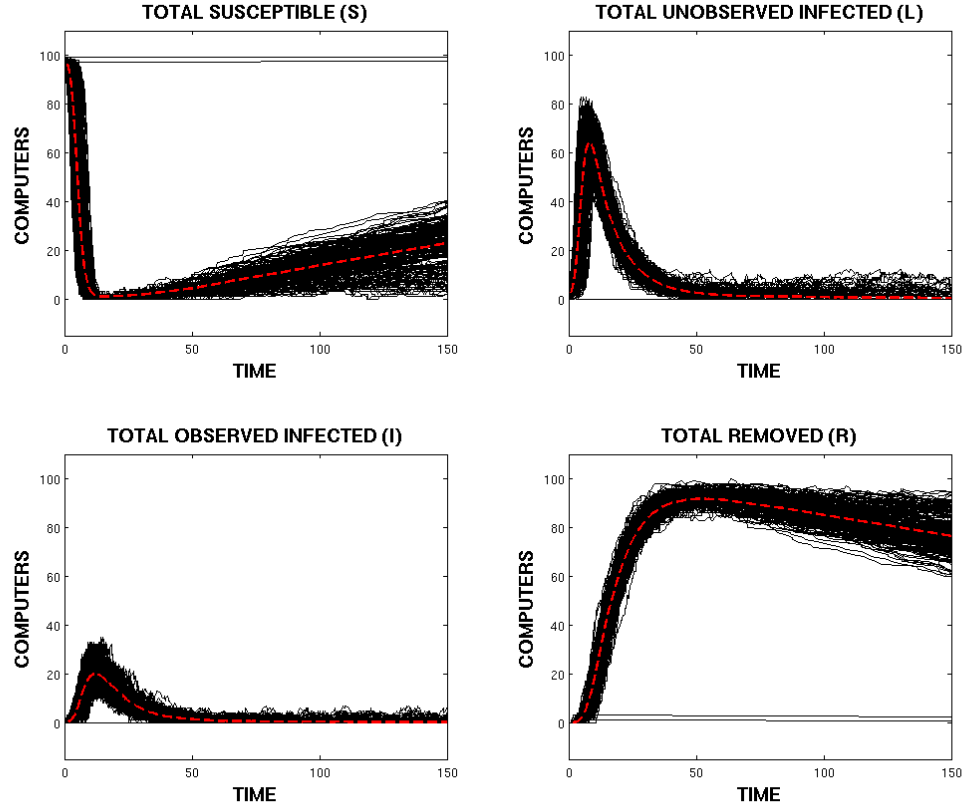 TOTAL SUSCEPTIBLE (S)
COMPUTERS
100
80
60
40
20
0
0 50 100 150
TIME
TOTAL UNOBSERVED INFECTED (L)
COMPUTERS
100
80
60
40
20
0
0 50 100 150
TIME
TOTAL OBSERVED INFECTED (I)
COMPUTERS
100
80
60
40
20
0
0 50 100 150
TIME
TOTAL REMOVED (R)
COMPUTERS
100
80
60
40
20
0
0 50 100 150
TIME